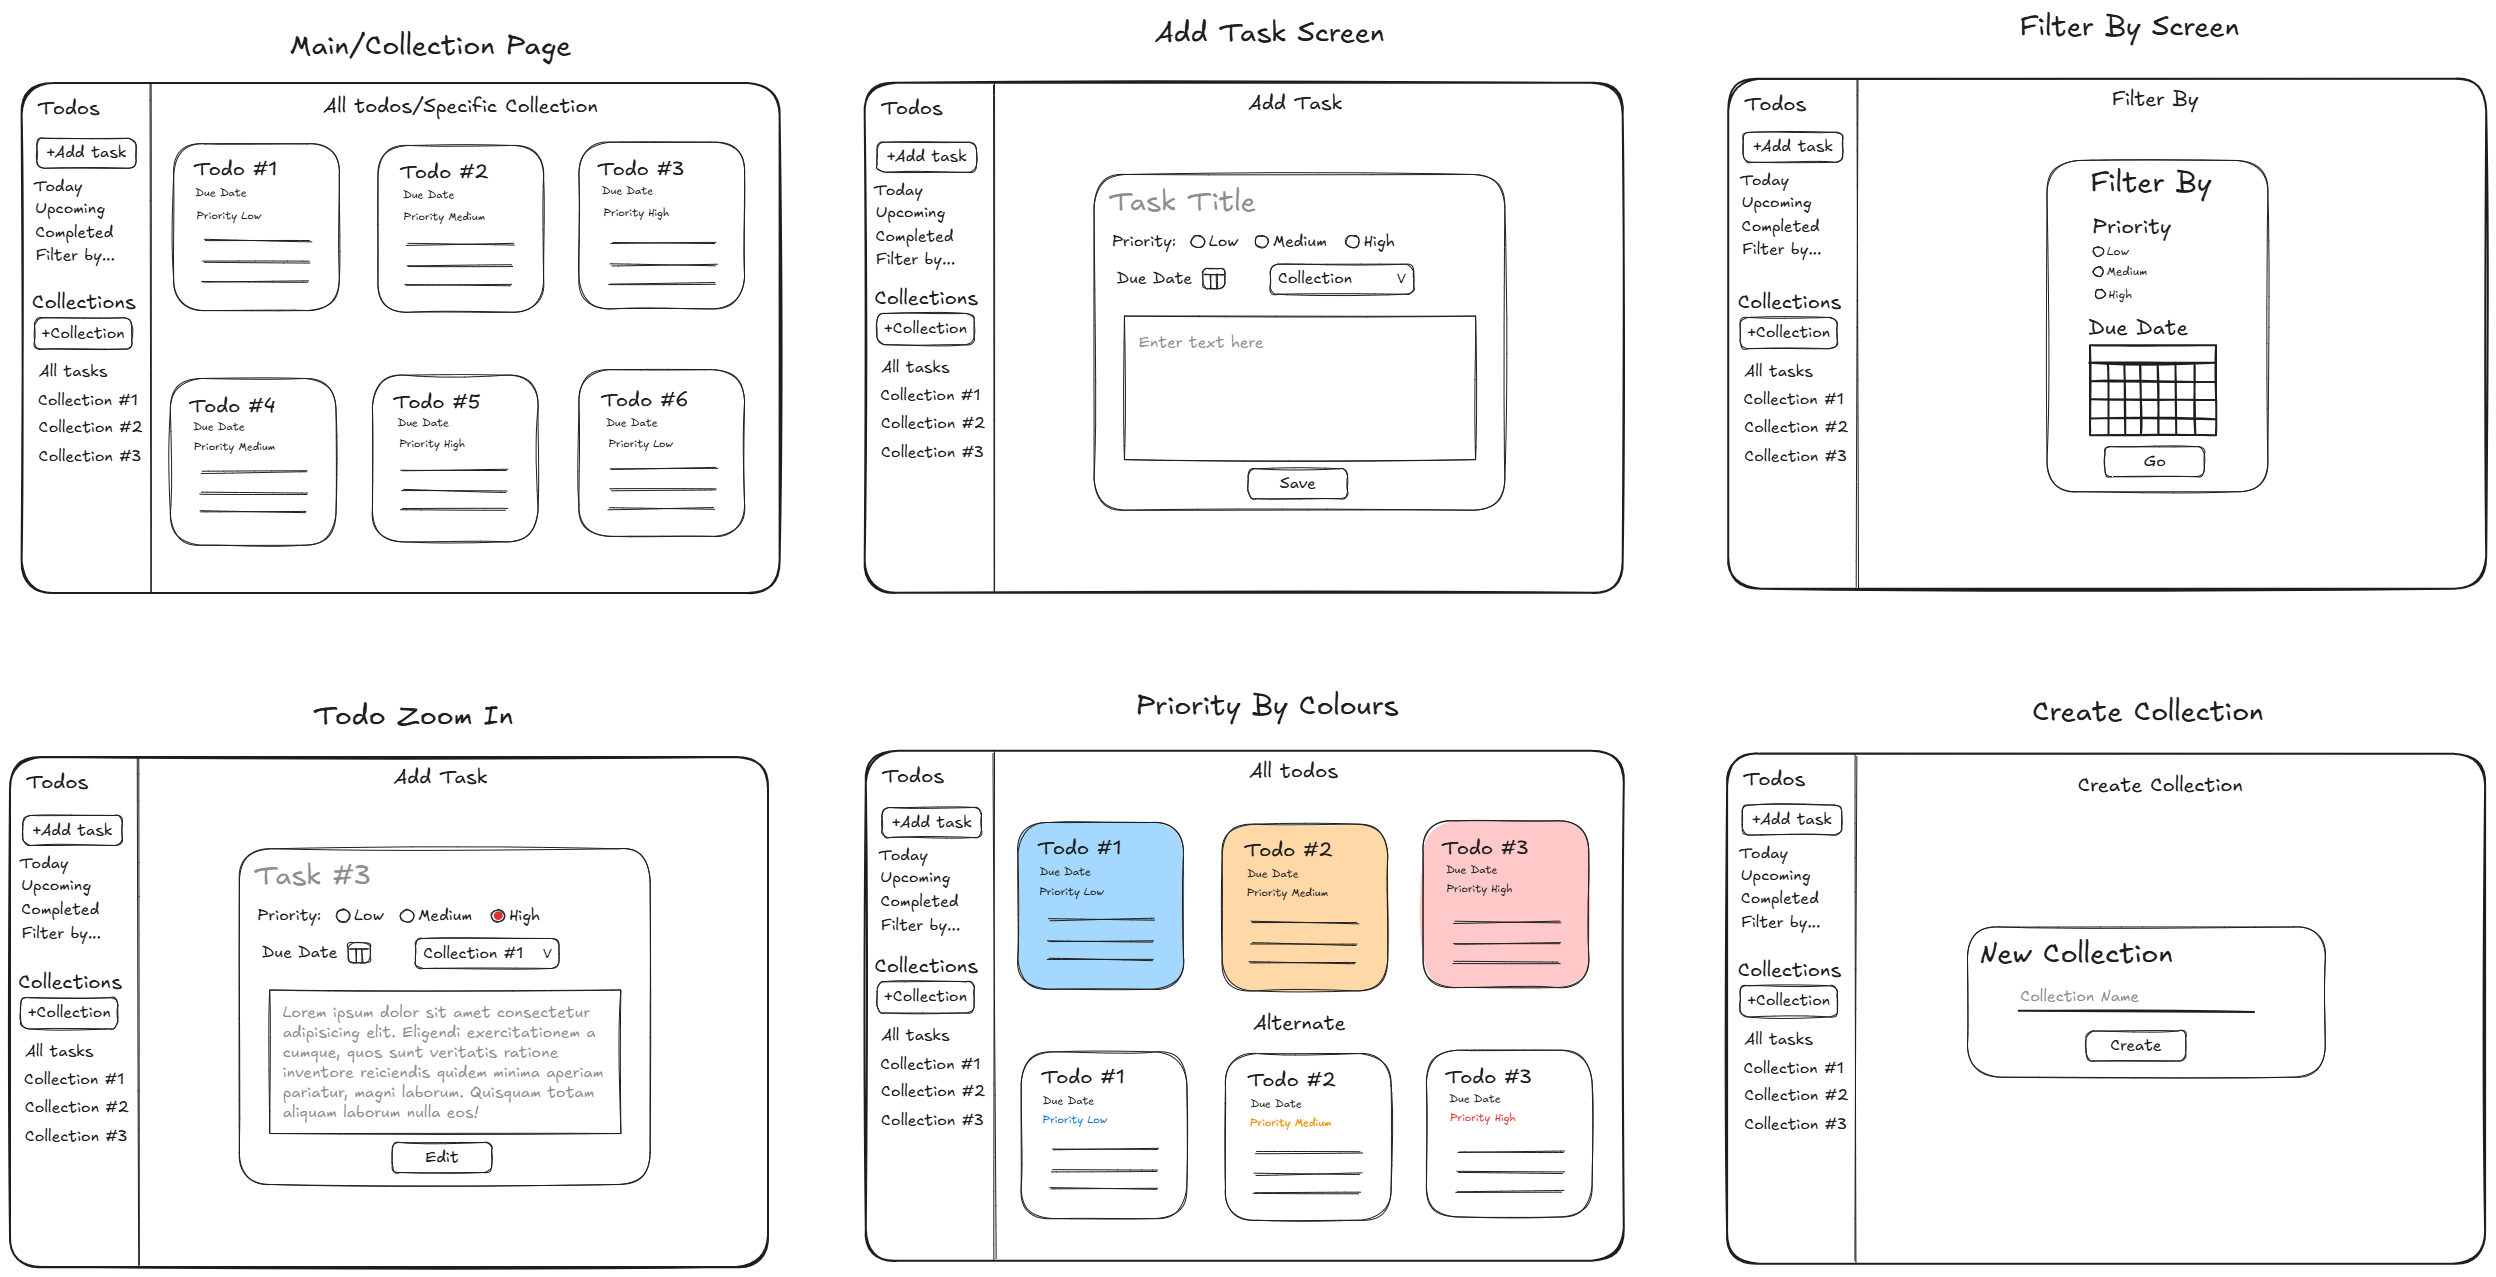 Main/Collection Page
Todos
+Add task
Today
Upcoming
Completed
Filter by...
Collections
+Collection
All tasks
Collection #1
Collection #2
Collection #3
All todos/Specific Collection
Todo #1
Due Date
Priority Low
Todo #2
Due Date
Priority Medium
Todo #3
Due Date
Priority High
Todo #4
Due Date
Priority Medium
Todo #5
Due Date
Priority High
Todo #6
Due Date
Priority Low
Add Task Screen
Todos
+Add task
Today
Upcoming
Completed
Filter by...
Collections
+Collection
All tasks
Collection #1
Collection #2
Collection #3
Add Task
Task Title
Priority: Low Medium High
Due Date Collection V
Enter text here
Save
Filter By Screen
Todos
+Add task
Today
Upcoming
Completed
Filter by...
Collections
+Collection
All tasks
Collection #1
Collection #2
Collection #3
Filter By
Filter By
Priority
Low
Medium
High
Due Date
Go
Todo Zoom In
Todos
+Add task
Today
Upcoming
Completed
Filter by...
Collections
+Collection
All tasks
Collection #1
Collection #2
Collection #3
Add Task
Task #3
Priority: Low Medium High
Due Date Collection #1 V
Lorem ipsum dolor sit amet consectetur
adipisicing elit. Eligendi exercitationem a
cumque, quos sunt veritatis ratione
inventore reiciendis quidem minima aperiam
pariatur, magni laborum. Quisquam totam
aliquam laborum nulla eos!
Edit
Priority By Colours
Todos
+Add task
Today
Upcoming
Completed
Filter by...
Collections
+Collection
All tasks
Collection #1
Collection #2
Collection #3
All todos
Todo #1
Due Date
Priority Low
Todo #2
Due Date
Priority Medium
Todo #3
Due Date
Priority High
Alternate
Todo #1
Due Date
Priority Low
Todo #2
Due Date
Priority Medium
Todo #3
Due Date
Priority High
Create Collection
Todos
+Add task
Today
Upcoming
Completed
Filter by...
Collections
+Collection
All tasks
Collection #1
Collection #2
Collection #3
Create Collection
New Collection
Collection Name
Create